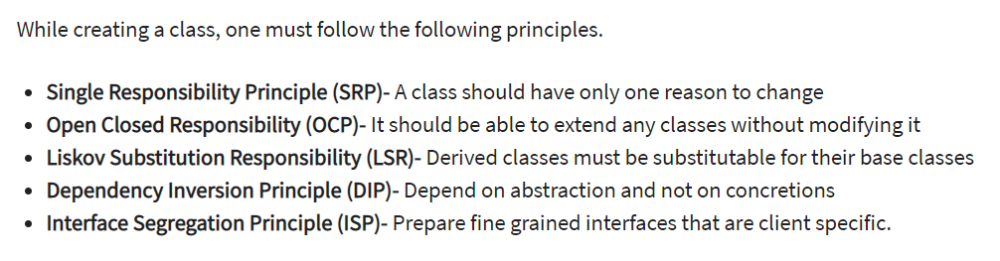 While creating a class, one must follow the following principles.
• Single Responsibility Principle (SRP)- A class should have only one reason to change
• Open Closed Responsibility (OCP)- It should be able to extend any classes without modifying it
• Liskov Substitution Responsibility (LSR)- Derived classes must be substitutable for their base classes
• Dependency Inversion Principle (DIP)- Depend on abstraction and not on concretions
• Interface Segregation Principle (ISP)- Prepare fine grained interfaces that are client specific.